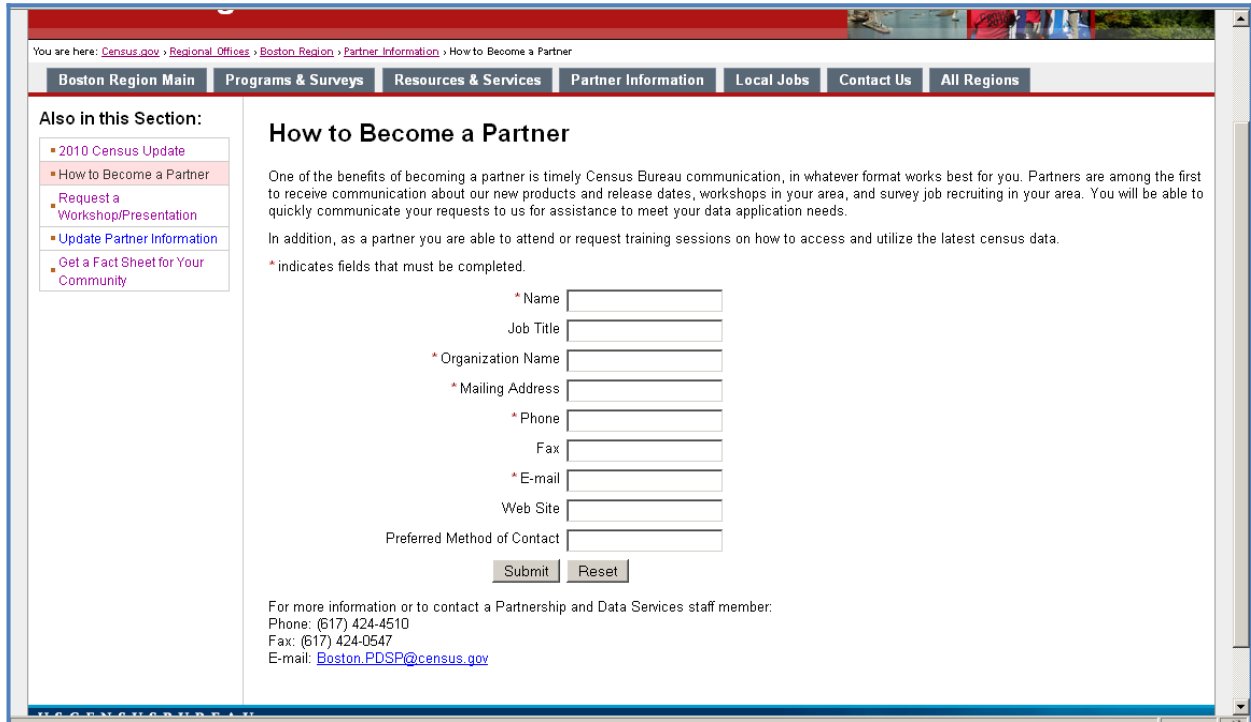 You are here: Census.gov › Regional Offices › Boston Region › Partner Information › How to Become a Partner
Boston Region Main Programs & Surveys Resources & Services Partner Information Local Jobs Contact Us All Regions
Also in this Section:
2010 Census Update
How to Become a Partner
Request a
Workshop/Presentation
Update Partner Information
Get a Fact Sheet for Your
Community
How to Become a Partner
One of the benefits of becoming a partner is timely Census Bureau communication, in whatever format works best for you. Partners are among the first
to receive communication about our new products and release dates, workshops in your area, and survey job recruiting in your area. You will be able to
quickly communicate your requests to us for assistance to meet your data application needs.
In addition, as a partner you are able to attend or request training sessions on how to access and utilize the latest census data.
* indicates fields that must be completed.
* Name
Job Title
* Organization Name
* Mailing Address
* Phone
Fax
* E-mail
Web Site
Preferred Method of Contact
Submit Reset
For more information or to contact a Partnership and Data Services staff member:
Phone: (617) 424-4510
Fax: (617) 424-0547
E-mail: Boston.PDSP@census.gov
USCENSUSBUREAU